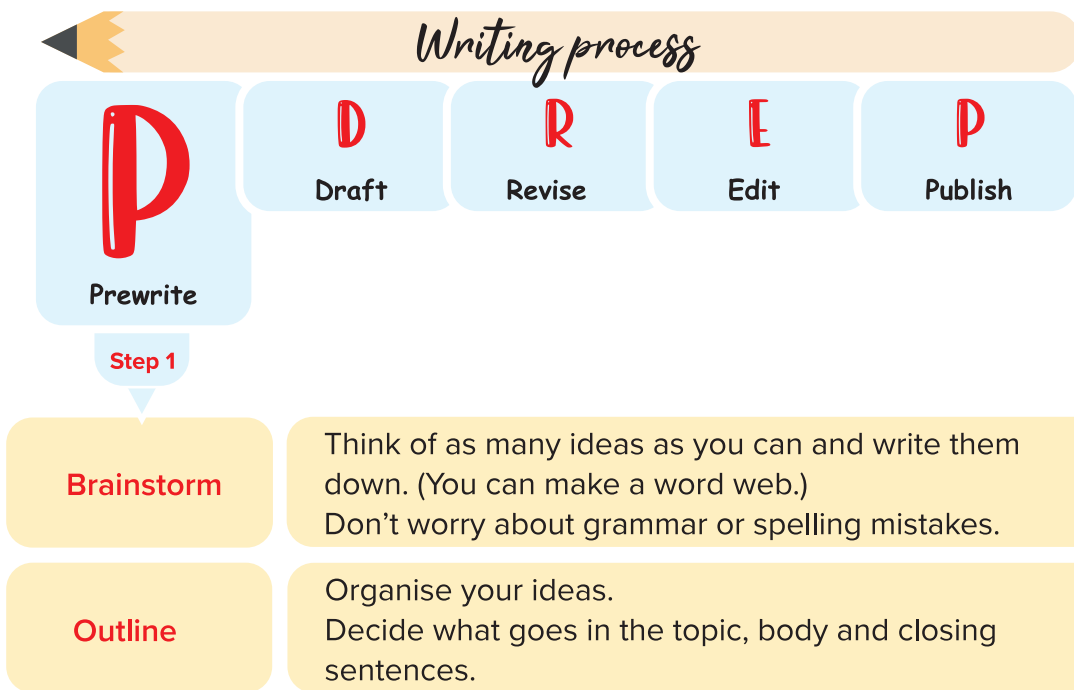 Writing process
P
D
R
E
P
Prewrite
Draft
Revise
Edit
Publish
Step 1
Brainstorm
Think of as many ideas as you can and write them
down. (You can make a word web.)
Don’t worry about grammar or spelling mistakes.
Outline
Organise your ideas.
Decide what goes in the topic, body and closing
sentences.